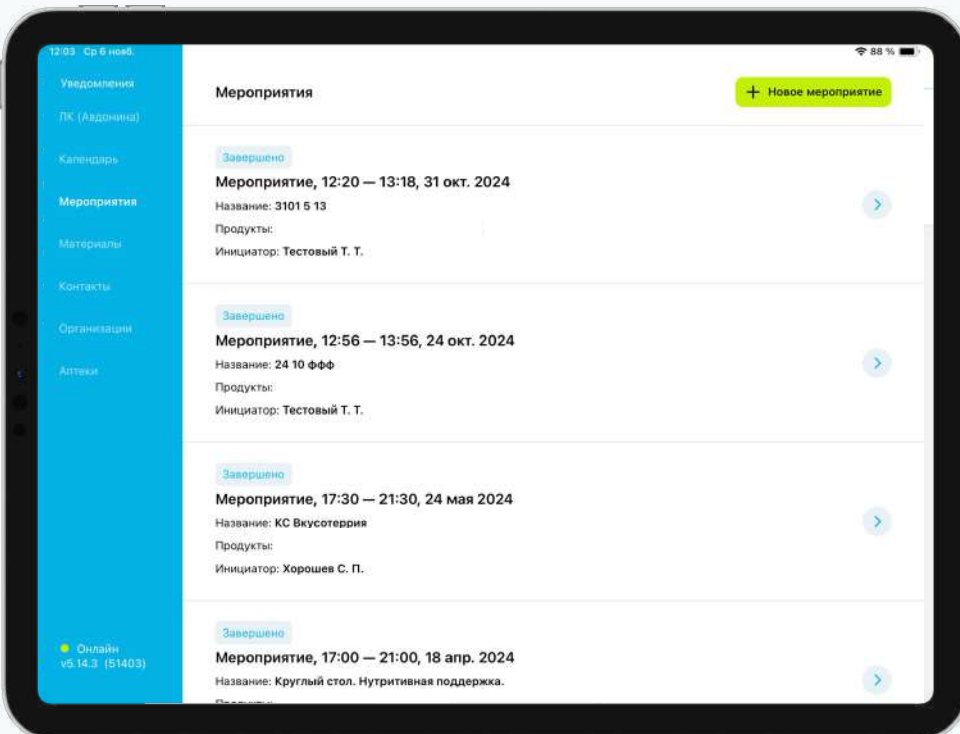 12:03 Ср 6 нояб.
88 %
Уведомления
ЛК (Авдонина)
Календарь
Мероприятия
Материалы
Контакты
Организации
Аптеки
Онлайн
v5.14.3 (51403)
Мероприятия
+ Новое мероприятие
Завершено
Мероприятие, 12:20 — 13:18, 31 окт. 2024
Название: 3101 5 13
Продукты:
Инициатор: Тестовый Т. Т.
Завершено
Мероприятие, 12:56 — 13:56, 24 окт. 2024
Название: 24 10 ффф
Продукты:
Инициатор: Тестовый Т. Т.
Завершено
Мероприятие, 17:30 — 21:30, 24 мая 2024
Название: КС Вкусотеррия
Продукты:
Инициатор: Хорошев С. П.
Завершено
Мероприятие, 17:00 — 21:00, 18 апр. 2024
Название: Круглый стол. Нутритивная поддержка.
Продукты: